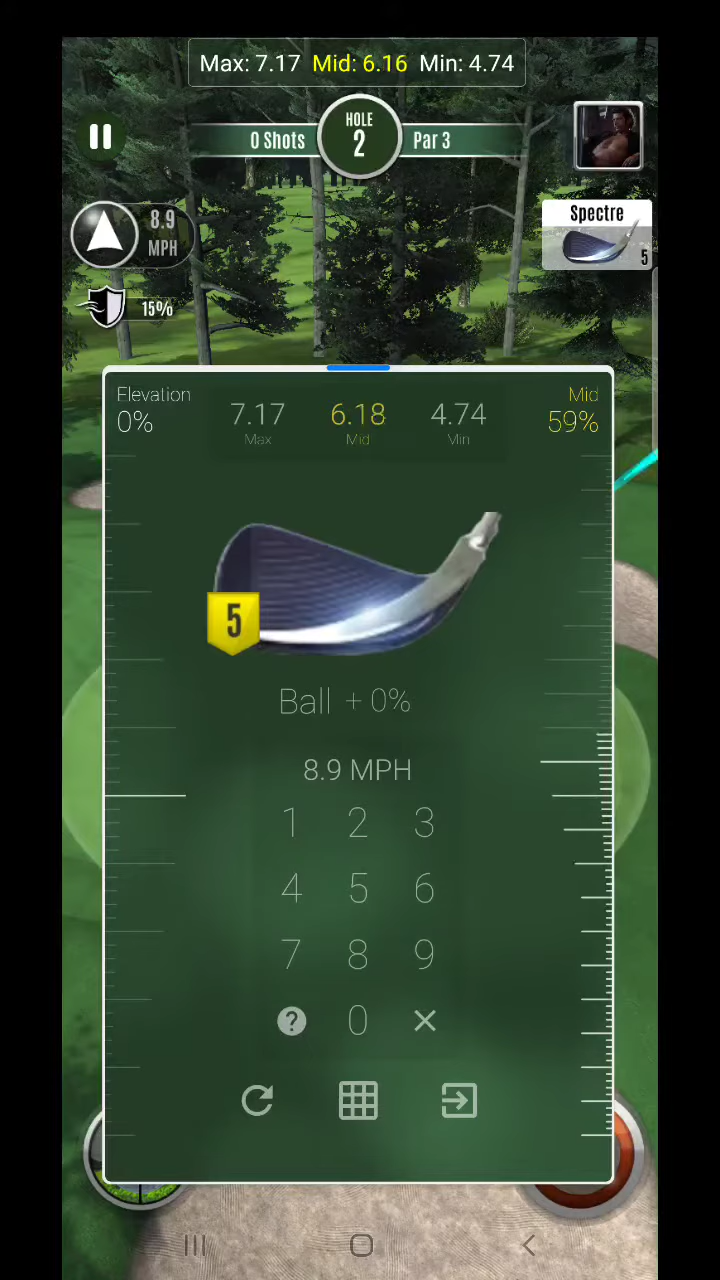 Max: 7.17 Mid: 6.16 Min: 4.74
HOLE
2
0 Shots
Par 3
8.9
MPH
15%
Spectre
5
Elevation
0%
7.17
Max
6.18
Mid
4.74
Min
Mid
59%
5
Ball + 0%
8.9 MPH
1 2 3
4 5 6
7 8 9
? 0 ×